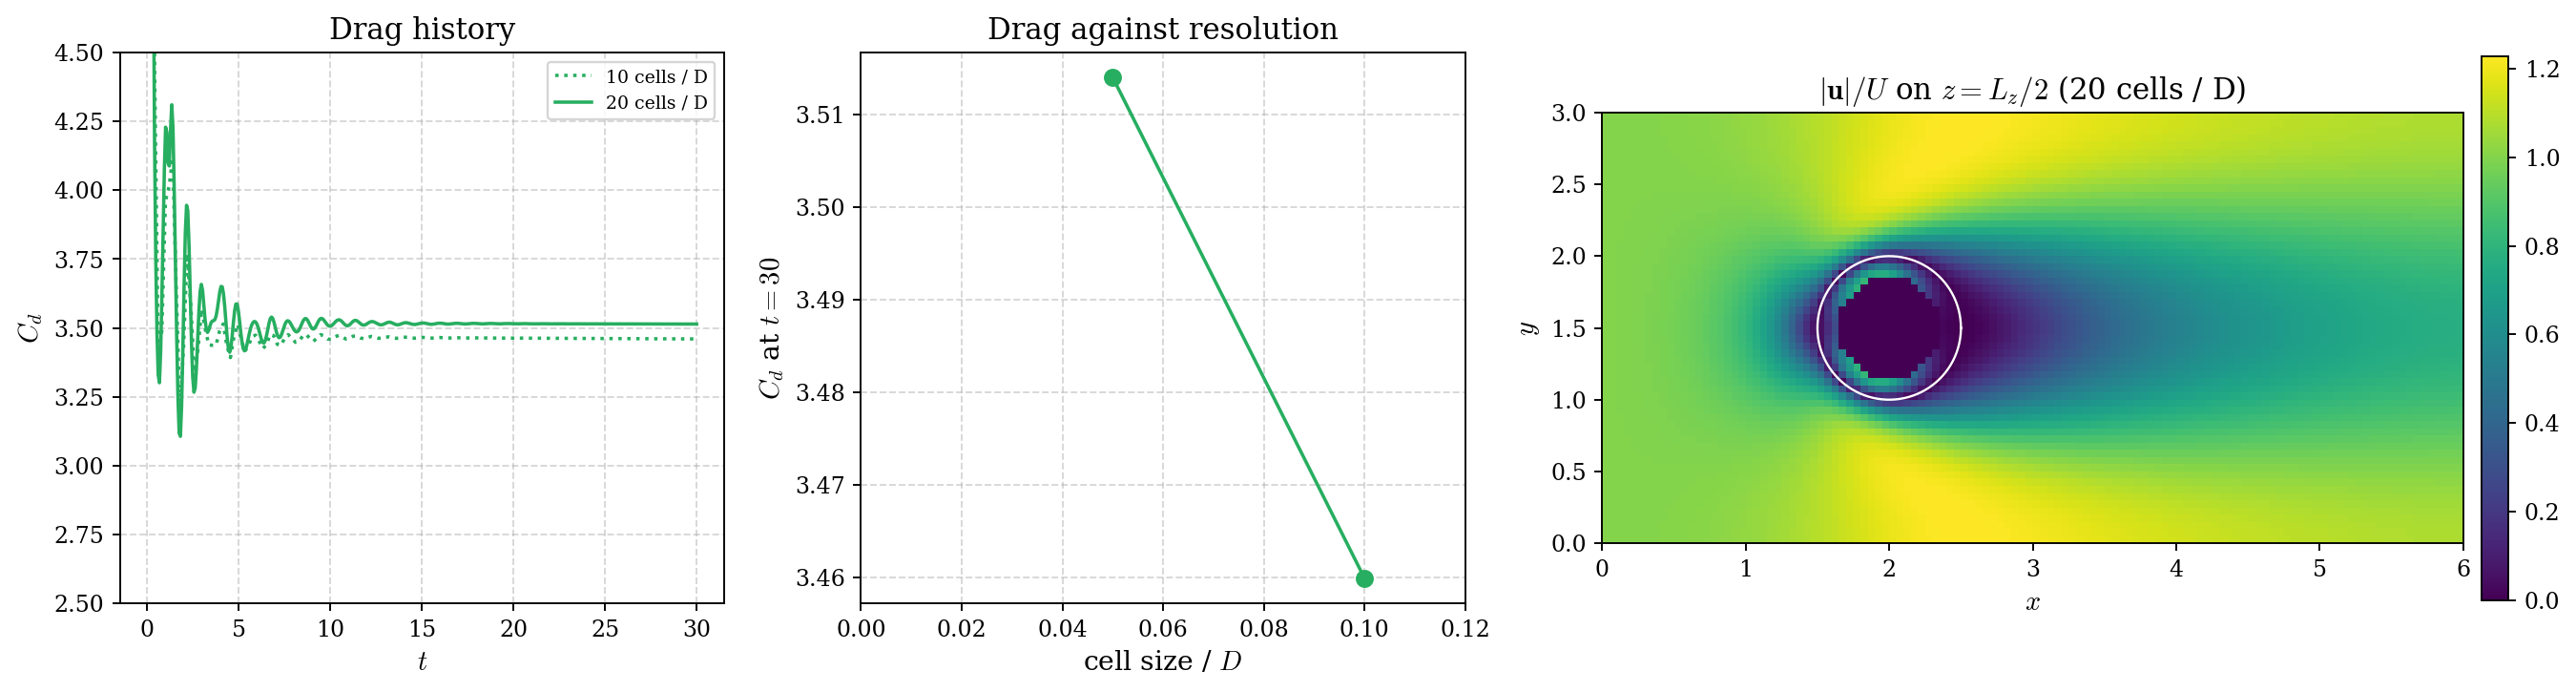 Drag history
4.50
4.25
4.00
3.75
3.50
3.25
3.00
2.75
2.50
C_d
0 5 10 15 20 25 30
t
10 cells / D
20 cells / D
Drag against resolution
3.51
3.50
3.49
3.48
3.47
3.46
C_d at t = 30
0.00 0.02 0.04 0.06 0.08 0.10 0.12
cell size / D
|u|/U on z = L_z/2 (20 cells / D)
3.0
2.5
2.0
1.5
1.0
0.5
0.0
y
0 1 2 3 4 5 6
x
1.2
1.0
0.8
0.6
0.4
0.2
0.0